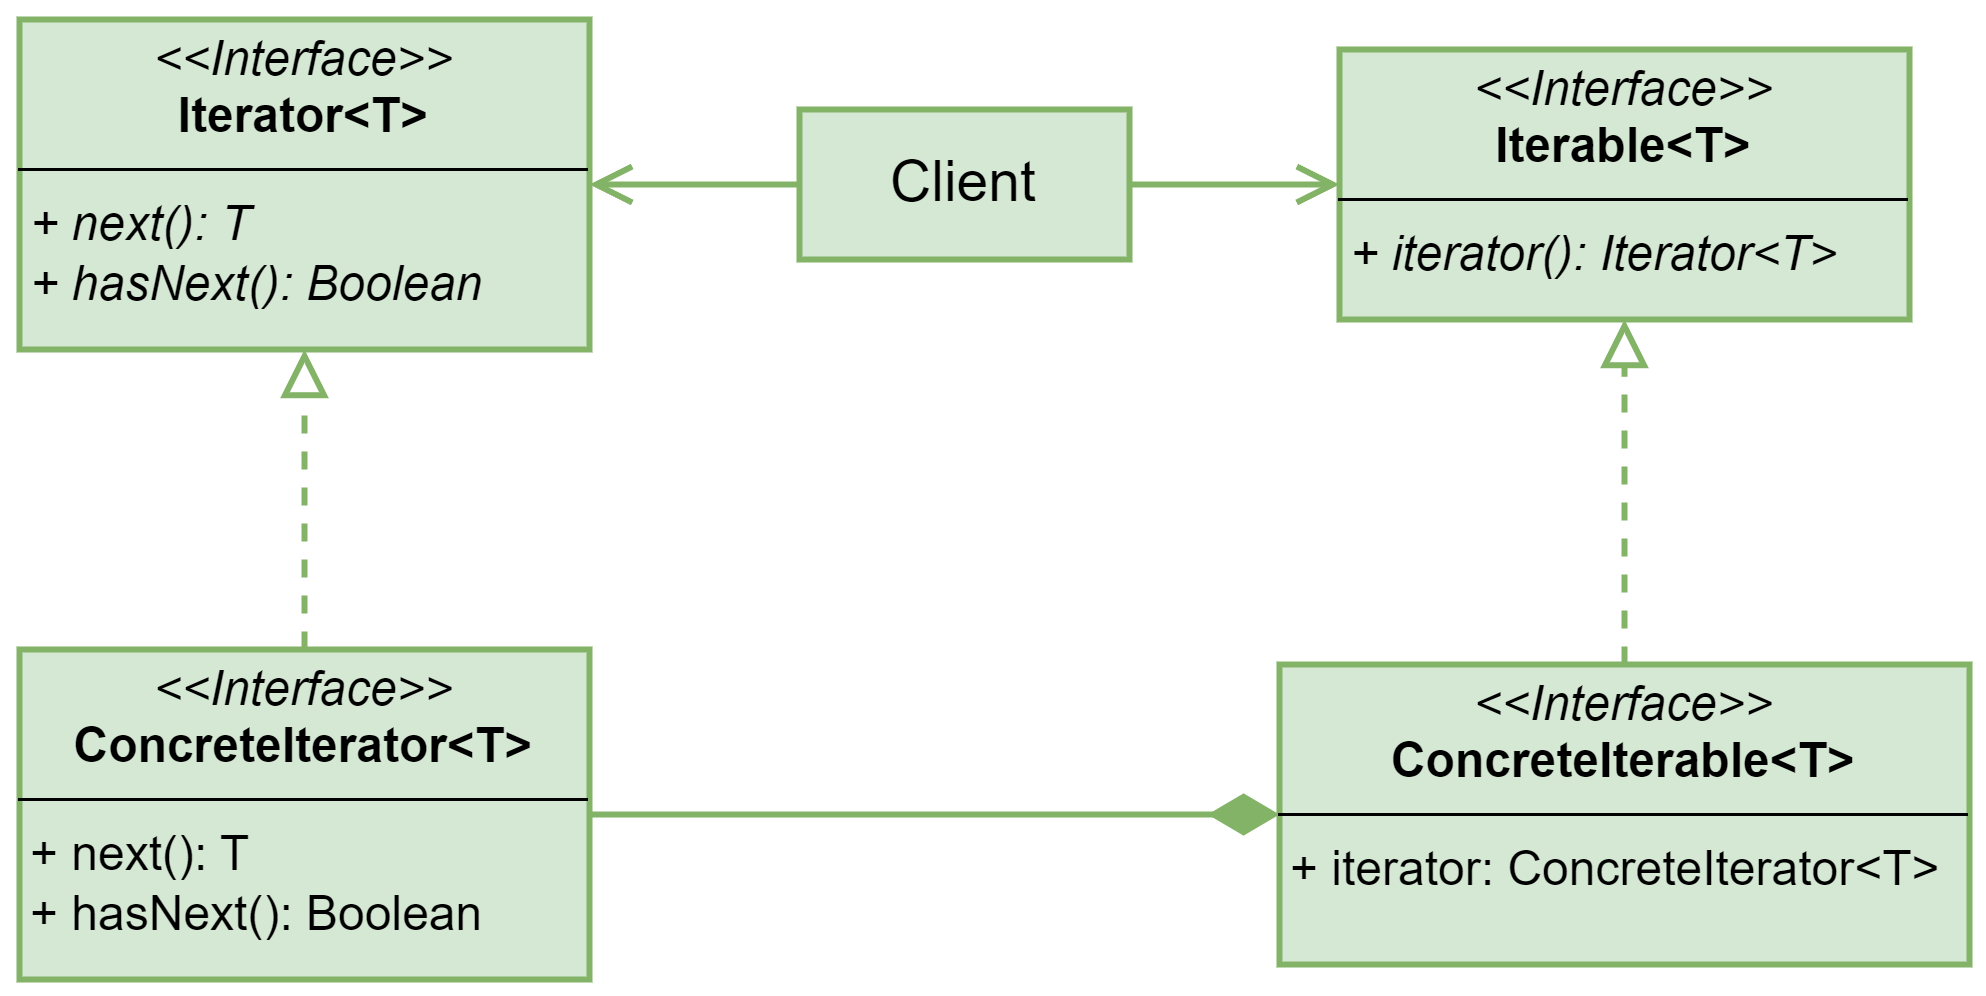 <<Interface>>
Iterator<T>
+ next(): T
+ hasNext(): Boolean
Client
<<Interface>>
Iterable<T>
+ iterator(): Iterator<T>
<<Interface>>
ConcreteIterator<T>
+ next(): T
+ hasNext(): Boolean
<<Interface>>
ConcreteIterable<T>
+ iterator: ConcreteIterator<T>